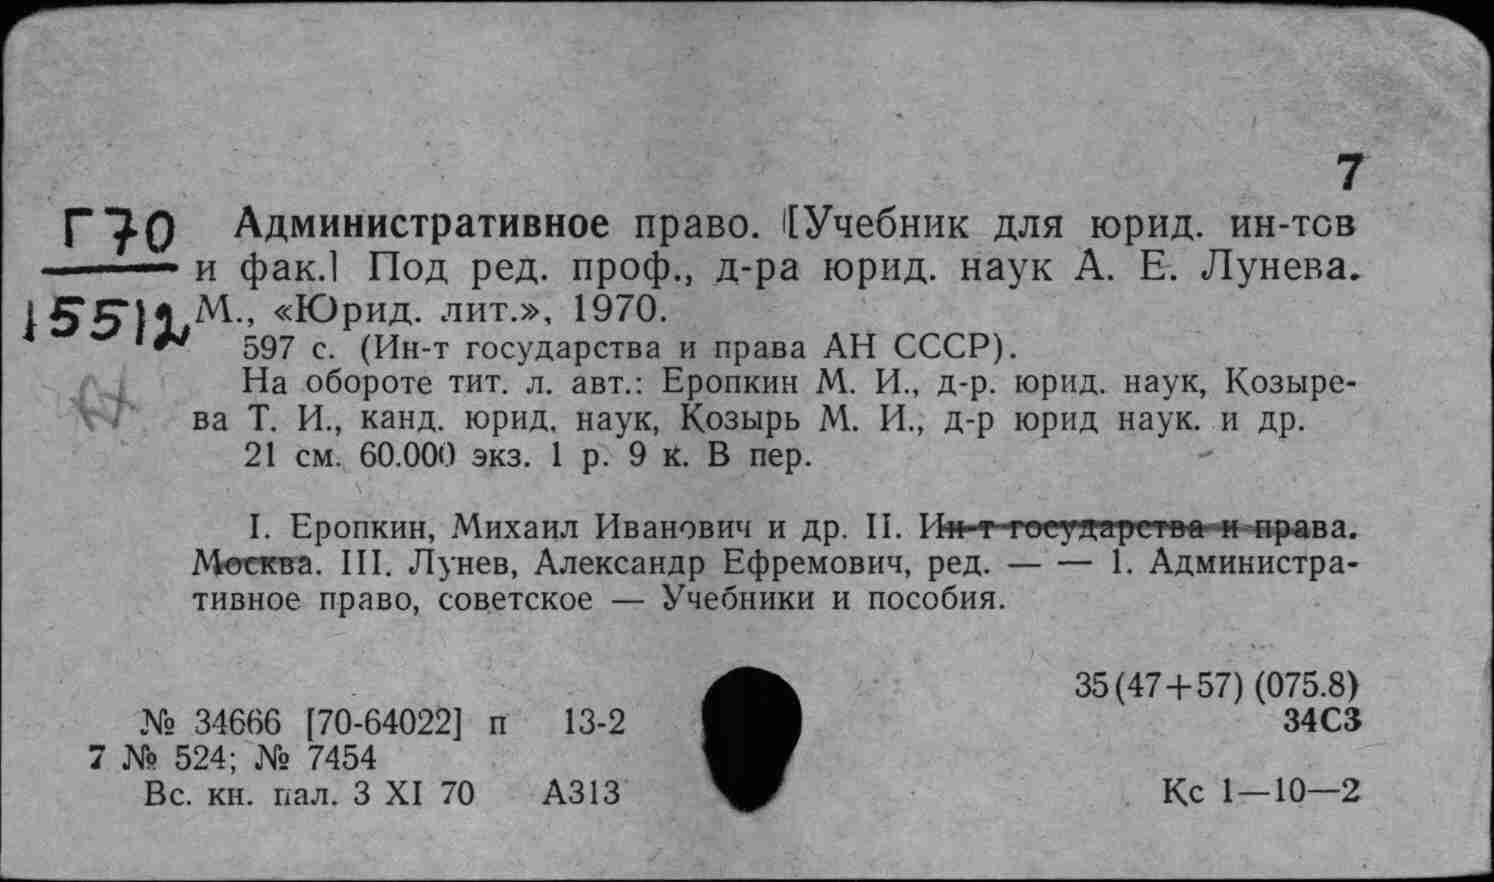 7
Г70 Административное право. [Учебник для юрид. ин-тов
и фак.] Под ред. проф., д-ра юрид. наук А. Е. Лунева.
15512 М., «Юрид. лит.», 1970.
597 с. (Ин-т государства и права АН СССР).
На обороте тит. л. авт.: Еропкин М. И., д-р. юрид. наук, Козыре-
ва Т. И., канд. юрид. наук, Козырь М. И., д-р юрид наук. и др.
21 см. 60.000 экз. 1 р. 9 к. В пер.
I. Еропкин, Михаил Иванович и др. II. Ин-т государства и права.
Москва. III. Лунев, Александр Ефремович, ред. — — 1. Администра-
тивное право, советское — Учебники и пособия.
35(47+57)(075.8)
№ 34666 [70-64022] п 13-2 34С3
7 № 524; № 7454
Вс. кн. пал. 3 XI 70 А313 Кс 1—10—2